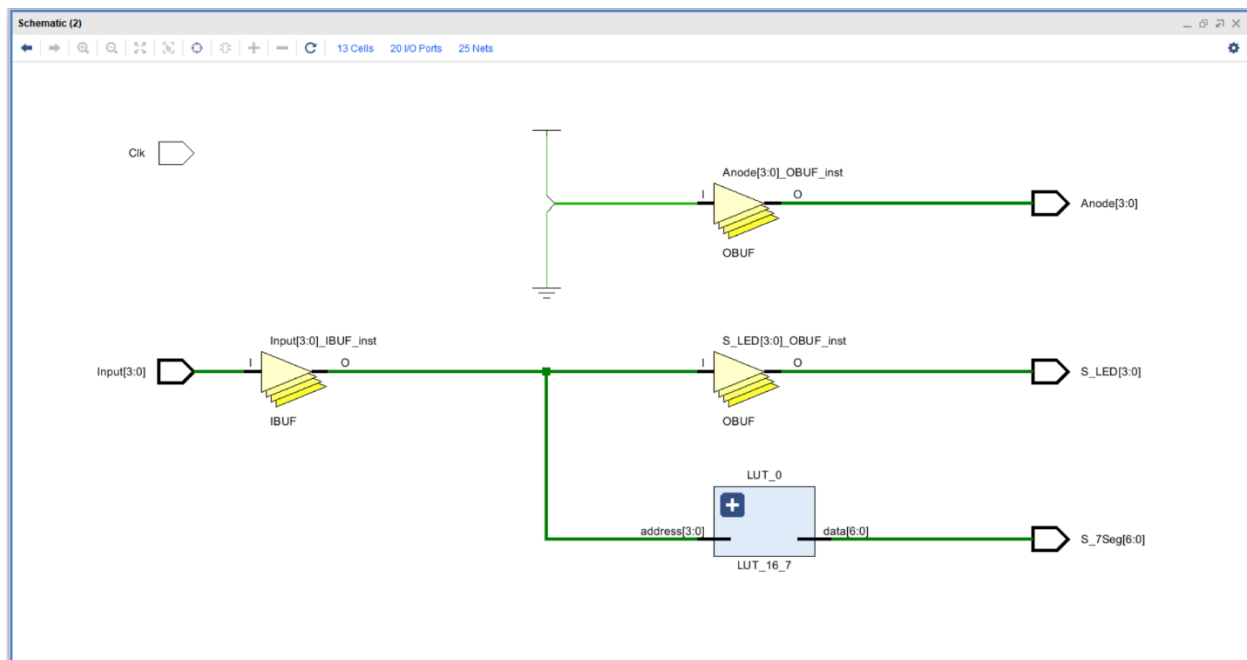 Schematic (2)
13 Cells 20 I/O Ports 25 Nets
Clk
Anode[3:0]_OBUF_inst
I
O
Anode[3:0]
OBUF
Input[3:0]_IBUF_inst
S_LED[3:0]_OBUF_inst
Input[3:0]
I
O
I
O
S_LED[3:0]
IBUF
OBUF
LUT_0
address[3:0]
data[6:0]
S_7Seg[6:0]
LUT_16_7